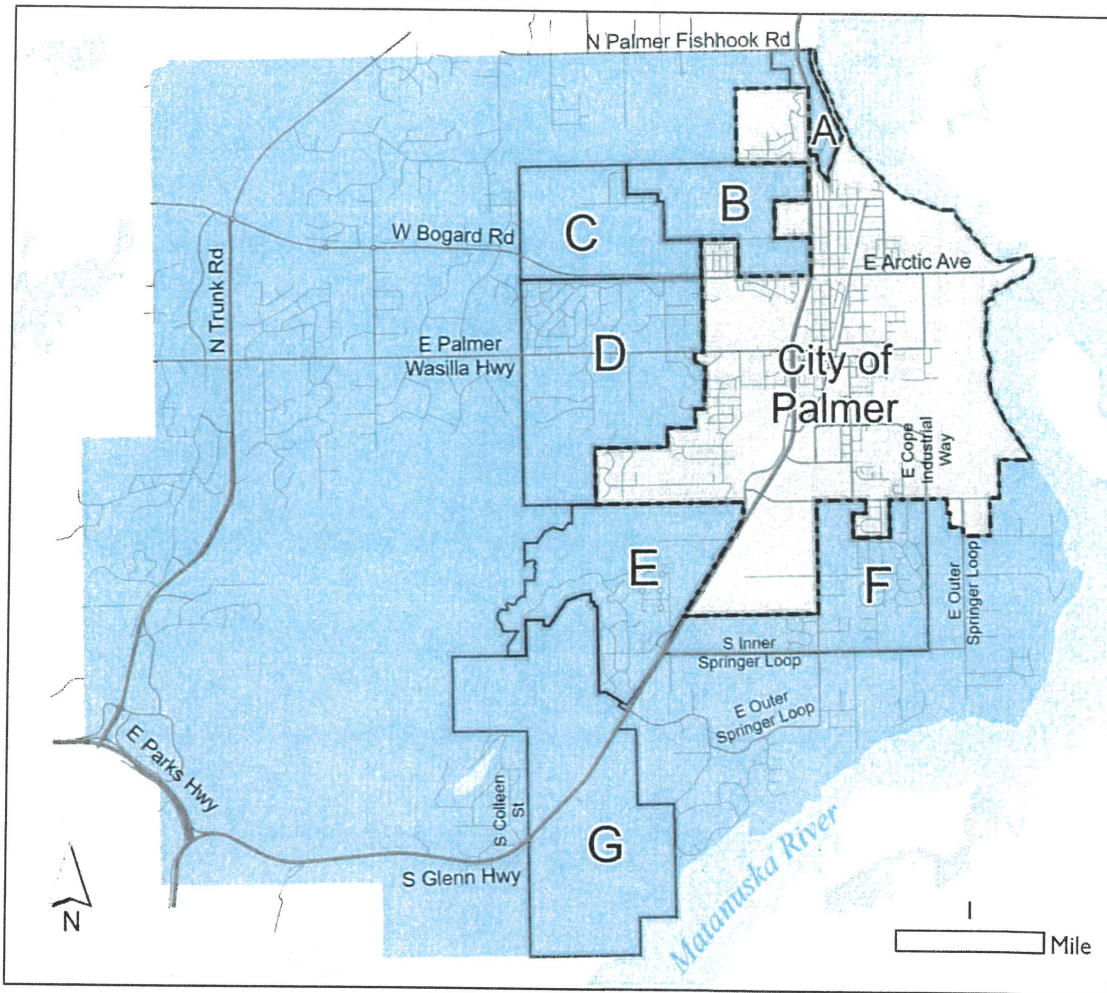 N Palmer Fishhook Rd
A
B
C
W Bogard Rd
E Arctic Ave
N Trunk Rd
E Palmer
Wasilla Hwy
D
City of
Palmer
E Cope
Industrial
Way
E
F
E Outer
Springer Loop
S Inner
Springer Loop
E Outer
Springer Loop
E Parks Hwy
S Colleen
St
G
S Glenn Hwy
Matanuska River
N
1
Mile